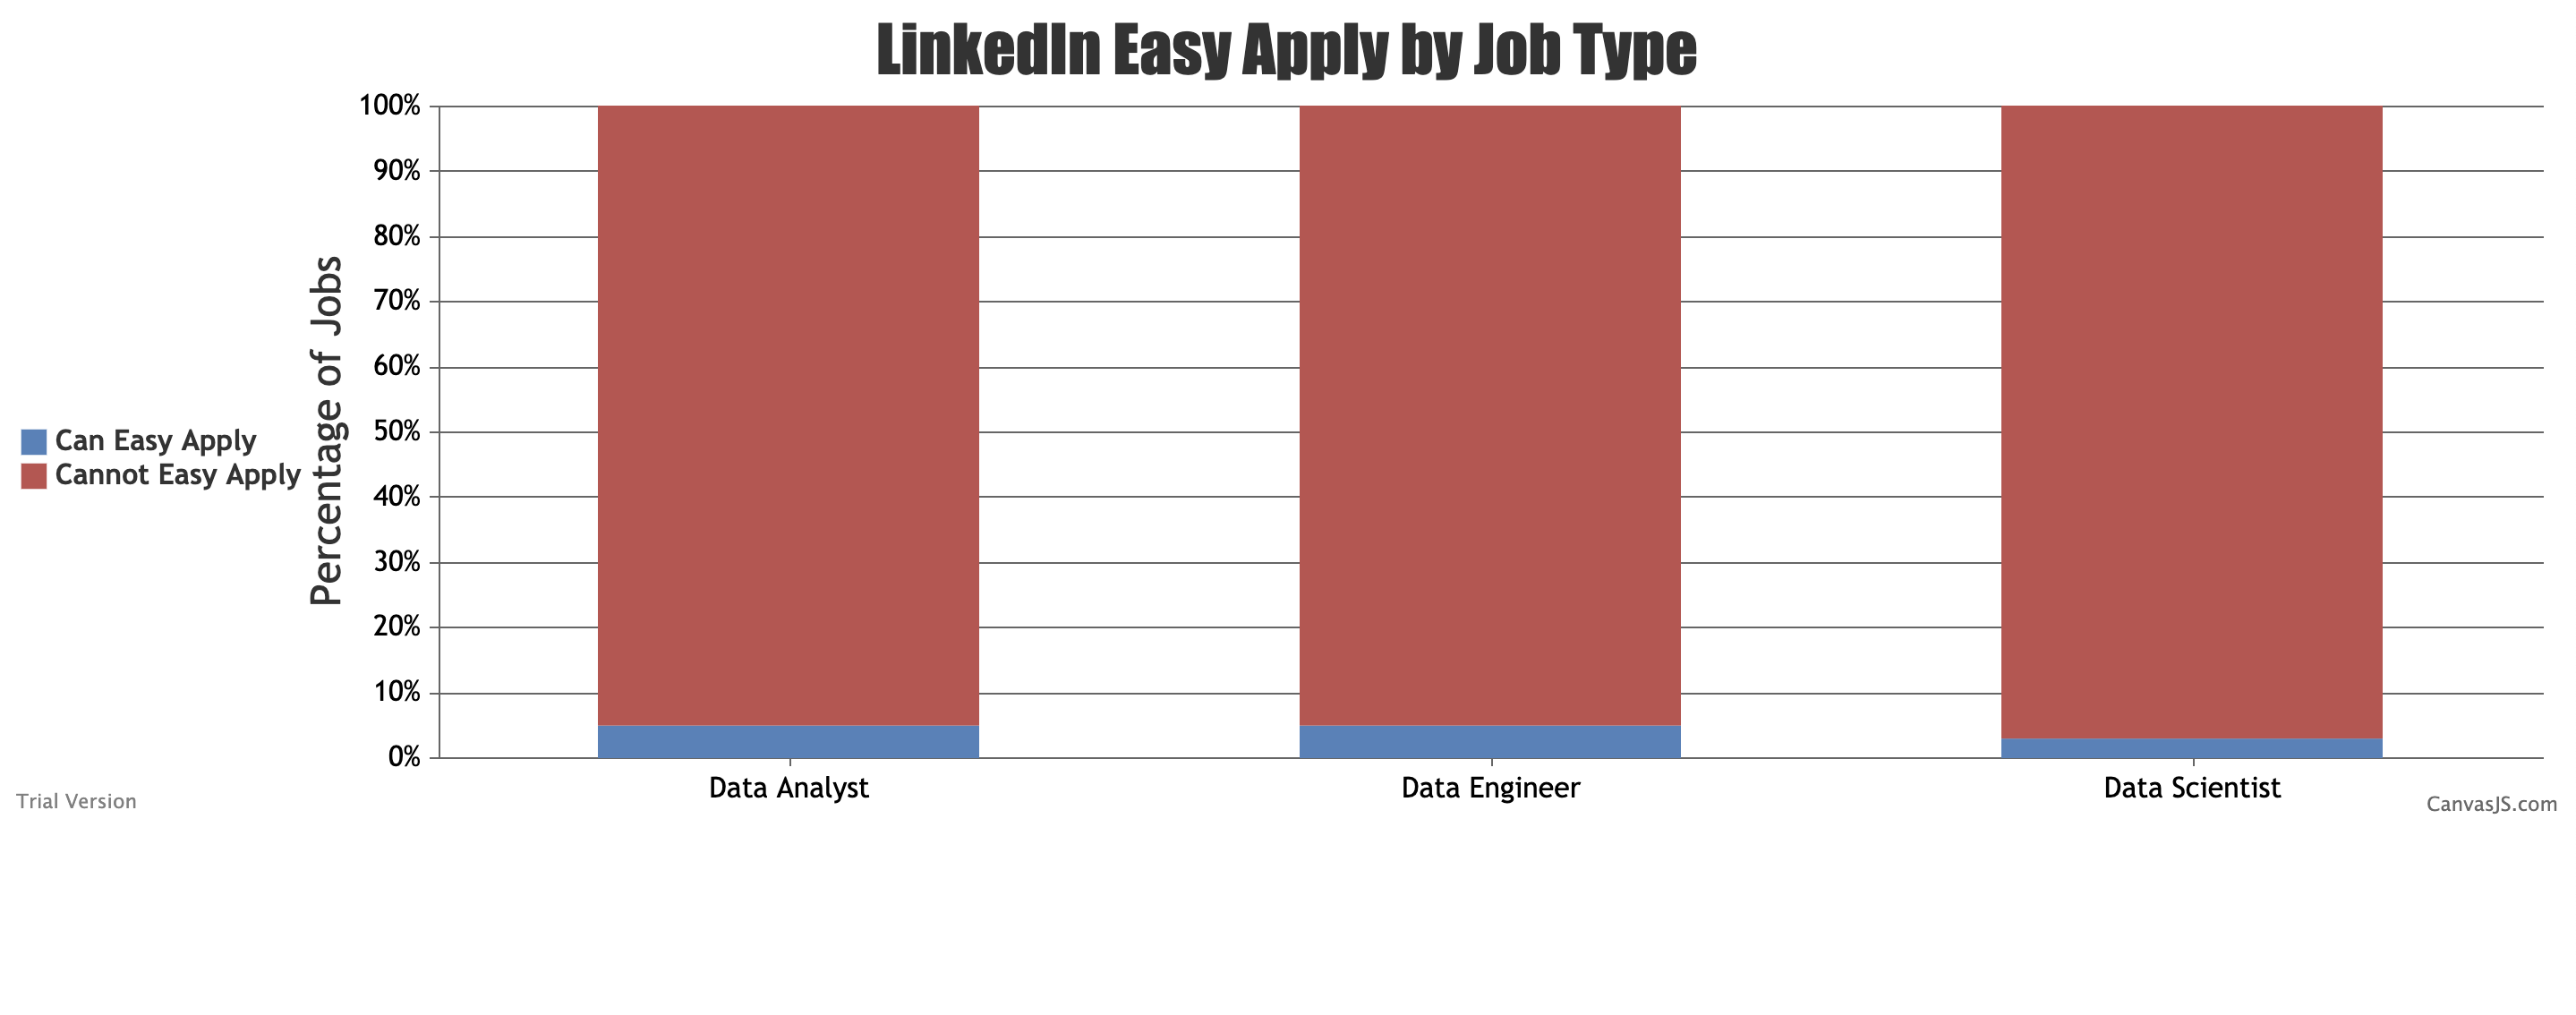 LinkedIn Easy Apply by Job Type
Percentage of Jobs
100%
90%
80%
70%
60%
50%
40%
30%
20%
10%
0%
Can Easy Apply
Cannot Easy Apply
Data Analyst
Data Engineer
Data Scientist
Trial Version
CanvasJS.com